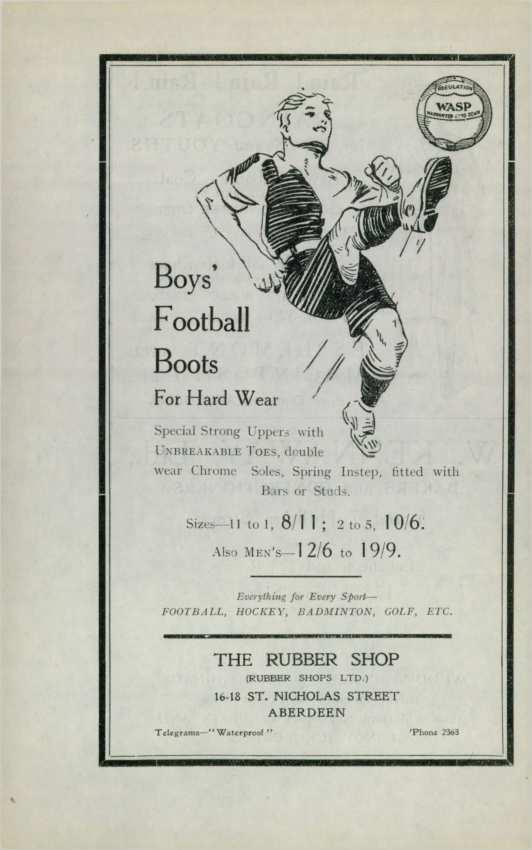 REGULATION
WASP
Boys'
Football
Boots
For Hard Wear
Special Strong Uppers with
UNBREAKABLE TOES, double
wear Chrome Soles, Spring Instep, fitted with
Bars or Studs.
Sizes—11 to 1, 8/11; 2 to 5, 10/6.
Also MEN'S—12/6 to 19/9.
Everything for Every Sport—
FOOTBALL, HOCKEY, BADMINTON, GOLF, ETC.
THE RUBBER SHOP
(RUBBER SHOPS LTD.)
16-18 ST. NICHOLAS STREET
ABERDEEN
Telegrams—"Waterproof" 'Phone 2363